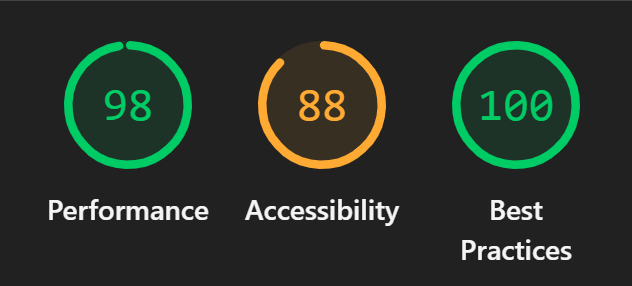 98 88 100
Performance Accessibility Best
Practices